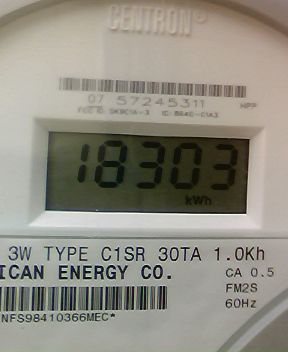 CENTRON®
07 57245311 HPP
18303
kWh
3W TYPE C1SR 30TA 1.0Kh
ICAN ENERGY CO.
CA 0.5
FM2S
60Hz
NFS98410366MEC*